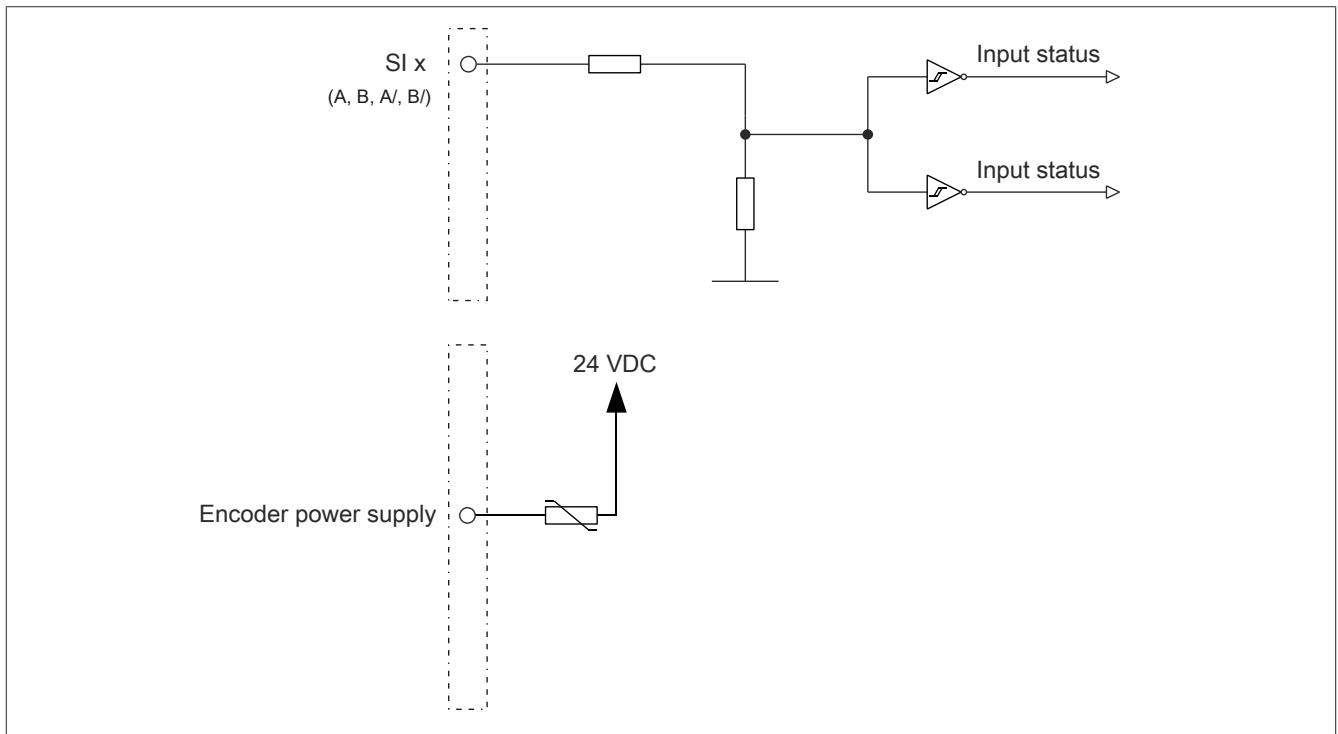 SI x
(A, B, A/, B/)
Input status
Input status
24 VDC
Encoder power supply